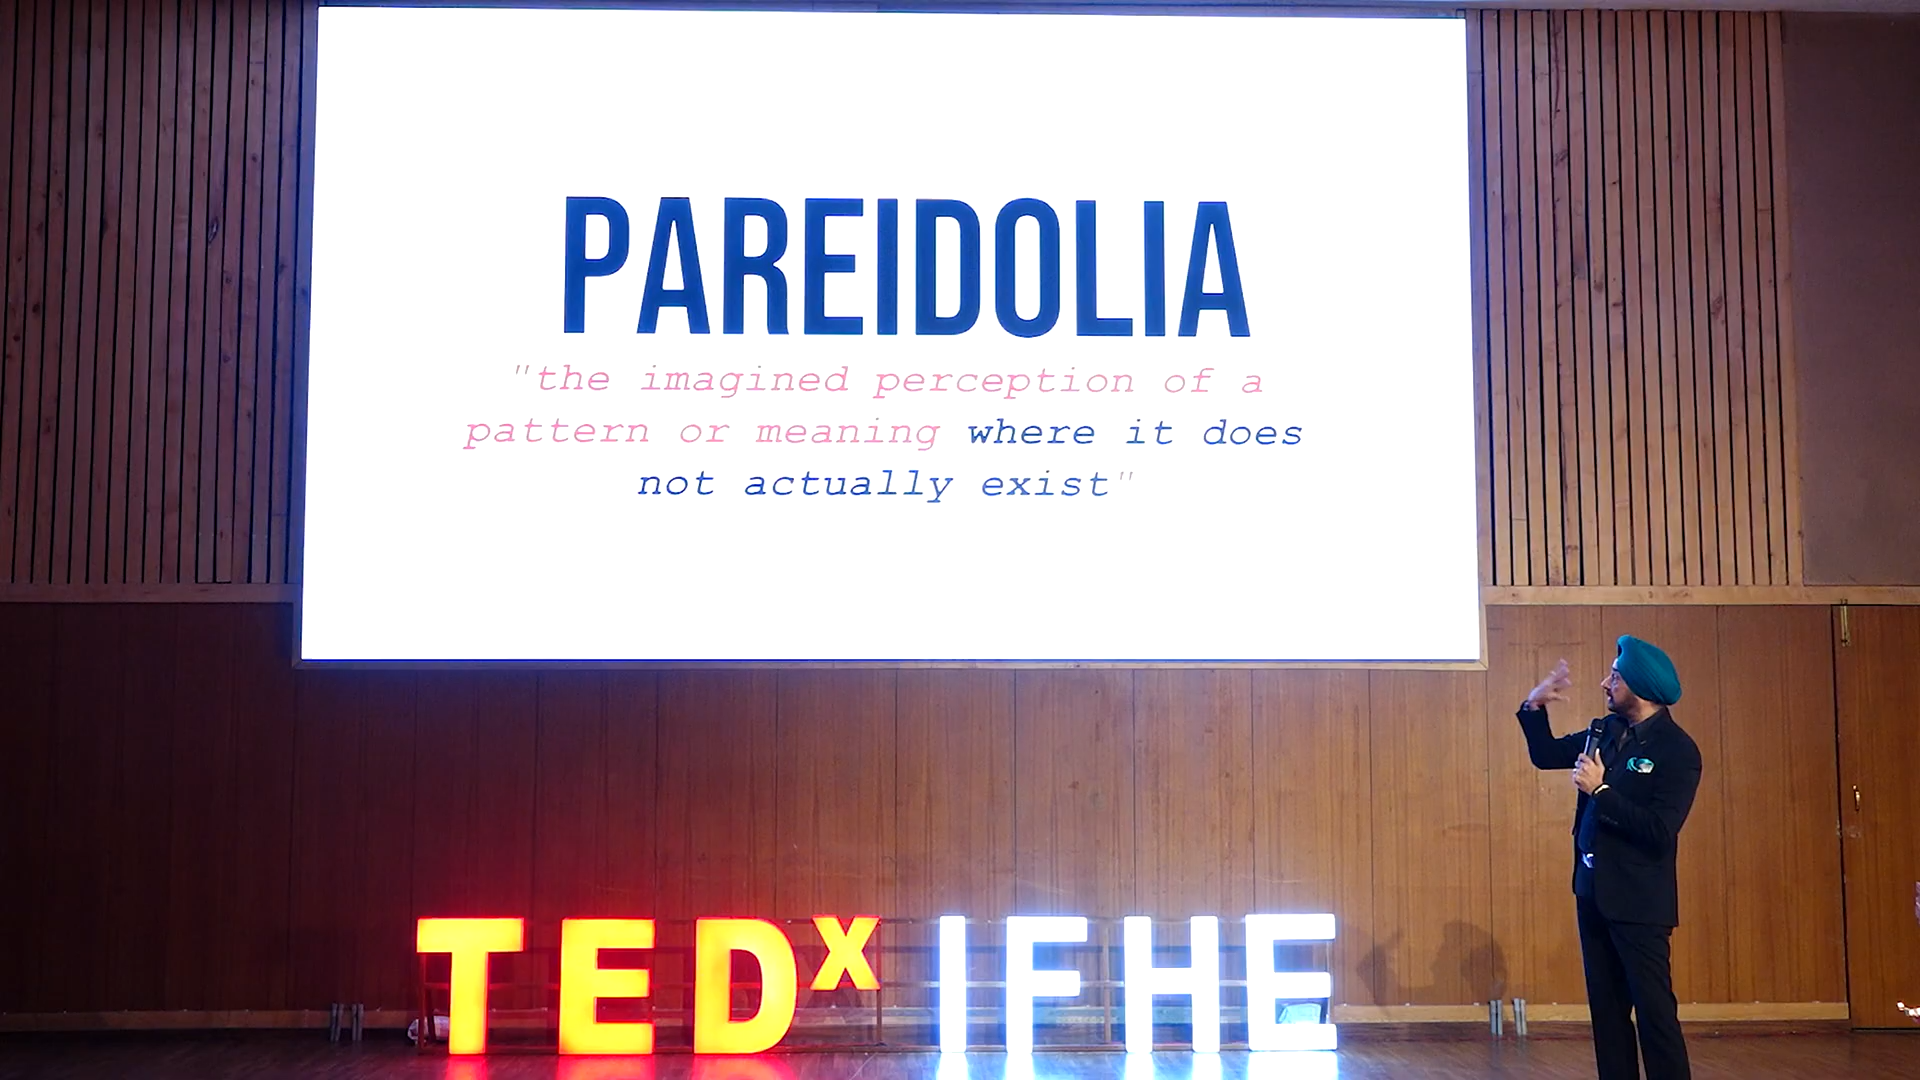 PAREIDOLIA
"the imagined perception of a
pattern or meaning where it does
not actually exist"
TEDx IFHE